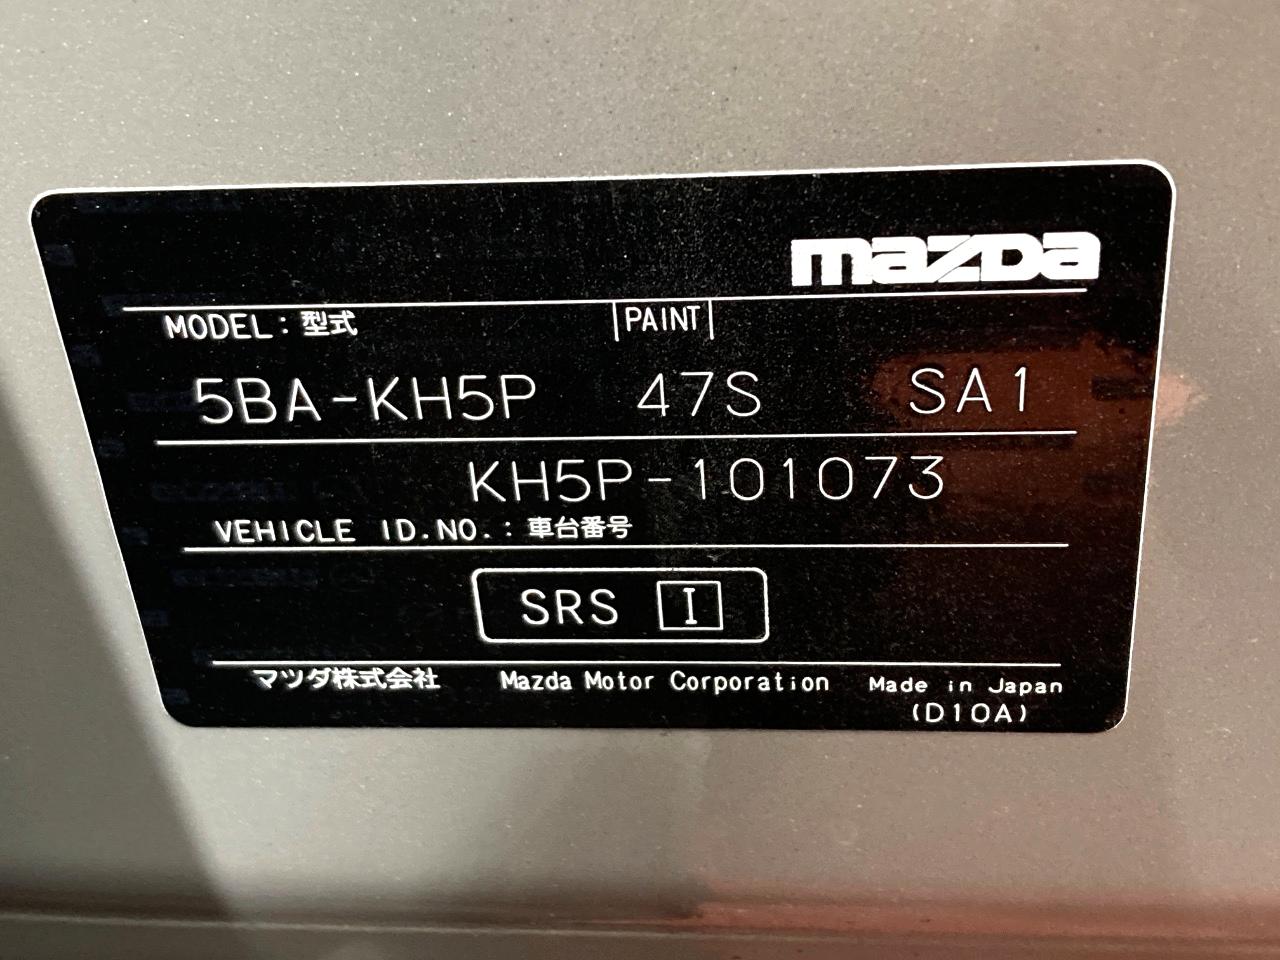 mazda
MODEL : 型式 PAINT
5BA-KH5P 47S SA1
KH5P-101073
VEHICLE ID.NO. : 車台番号
SRS I
マツダ株式会社 Mazda Motor Corporation Made in Japan
(D10A)